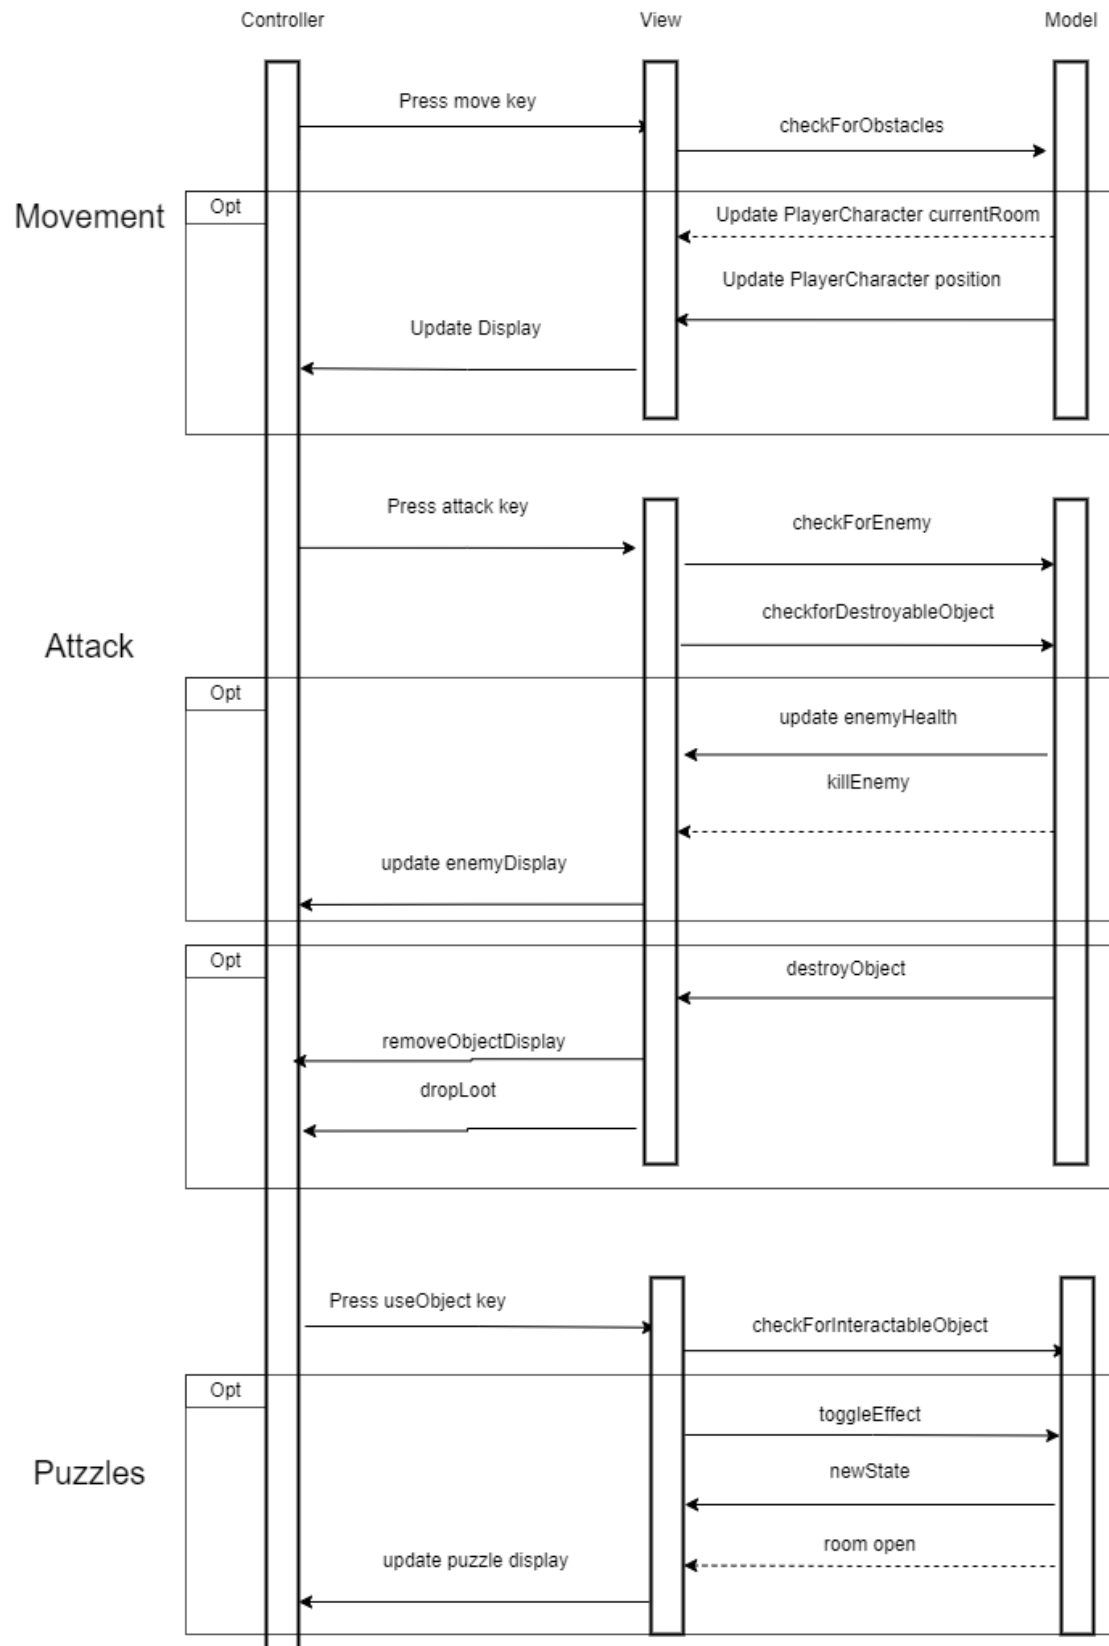 Controller
View
Model
Press move key
checkForObstacles
Movement
Opt
Update PlayerCharacter currentRoom
Update PlayerCharacter position
Update Display
Press attack key
checkForEnemy
checkforDestroyableObject
Attack
Opt
update enemyHealth
killEnemy
update enemyDisplay
Opt
destroyObject
removeObjectDisplay
dropLoot
Press useObject key
checkForInteractableObject
Opt
toggleEffect
Puzzles
newState
room open
update puzzle display